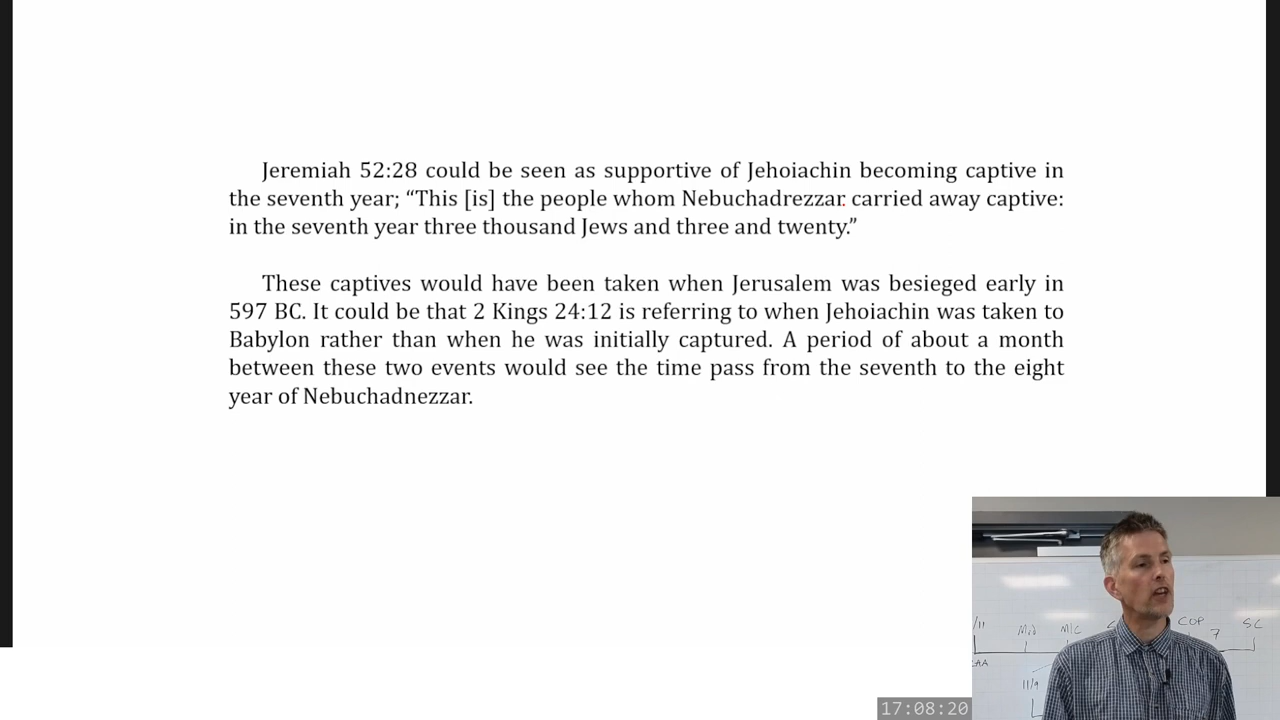 Jeremiah 52:28 could be seen as supportive of Jehoiachin becoming captive in
the seventh year; “This [is] the people whom Nebuchadrezzar. carried away captive:
in the seventh year three thousand Jews and three and twenty.”
These captives would have been taken when Jerusalem was besieged early in
597 BC. It could be that 2 Kings 24:12 is referring to when Jehoiachin was taken to
Babylon rather than when he was initially captured. A period of about a month
between these two events would see the time pass from the seventh to the eight
year of Nebuchadnezzar.
COP
7
SC
11/9
17:08:20